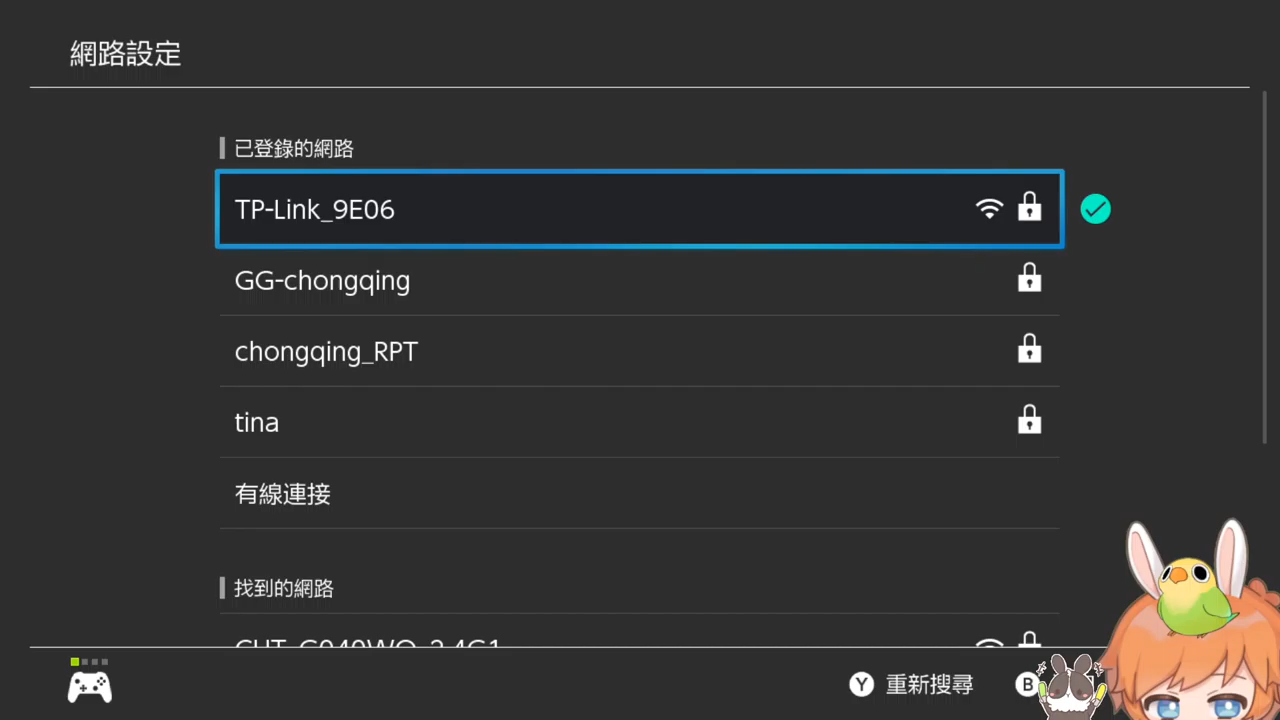 網路設定
已登錄的網路
TP-Link_9E06
GG-chongqing
chongqing_RPT
tina
有線連接
找到的網路
Y 重新搜尋 B